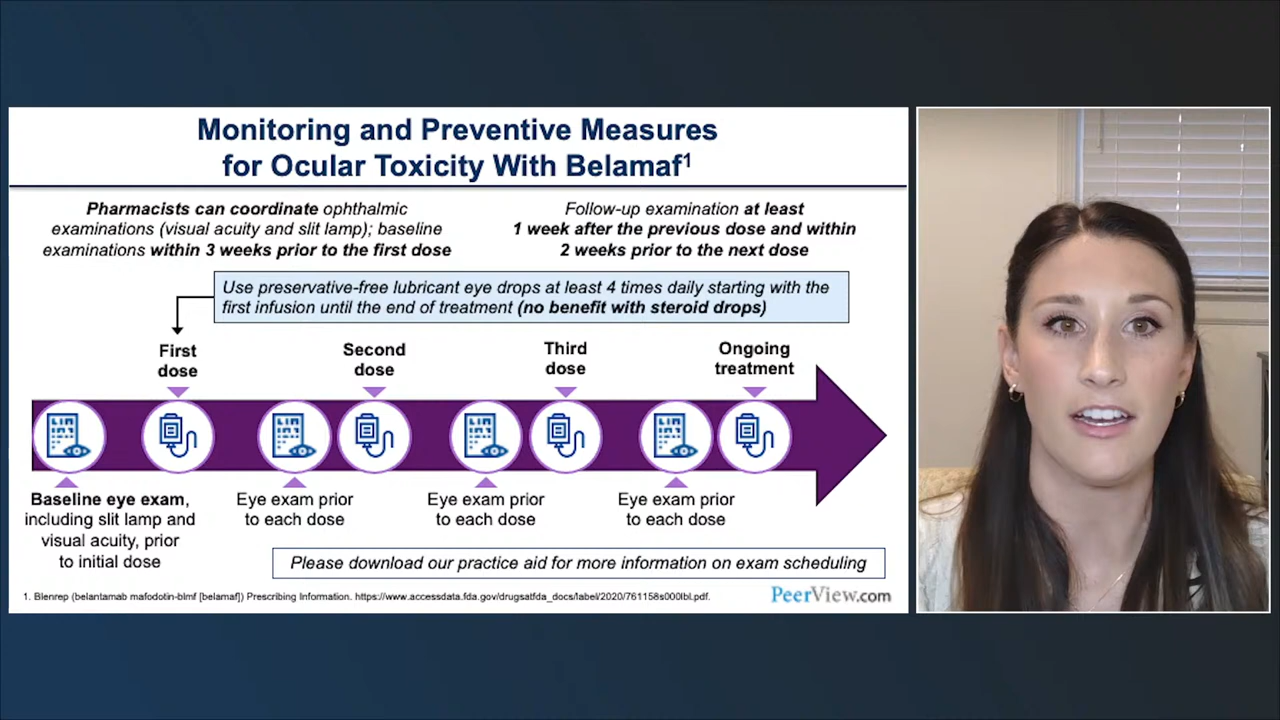 Monitoring and Preventive Measures
for Ocular Toxicity With Belamaf1
Pharmacists can coordinate ophthalmic
examinations (visual acuity and slit lamp); baseline
examinations within 3 weeks prior to the first dose
Follow-up examination at least
1 week after the previous dose and within
2 weeks prior to the next dose
Use preservative-free lubricant eye drops at least 4 times daily starting with the
first infusion until the end of treatment (no benefit with steroid drops)
First
dose
Second
dose
Third
dose
Ongoing
treatment
Baseline eye exam,
including slit lamp and
visual acuity, prior
to initial dose
Eye exam prior
to each dose
Eye exam prior
to each dose
Eye exam prior
to each dose
Please download our practice aid for more information on exam scheduling
1. Blenrep (belantamab mafodotin-blmf [belamaf]) Prescribing Information. https://www.accessdata.fda.gov/drugsatfda_docs/label/2020/761158s000lbl.pdf.
PeerView.com